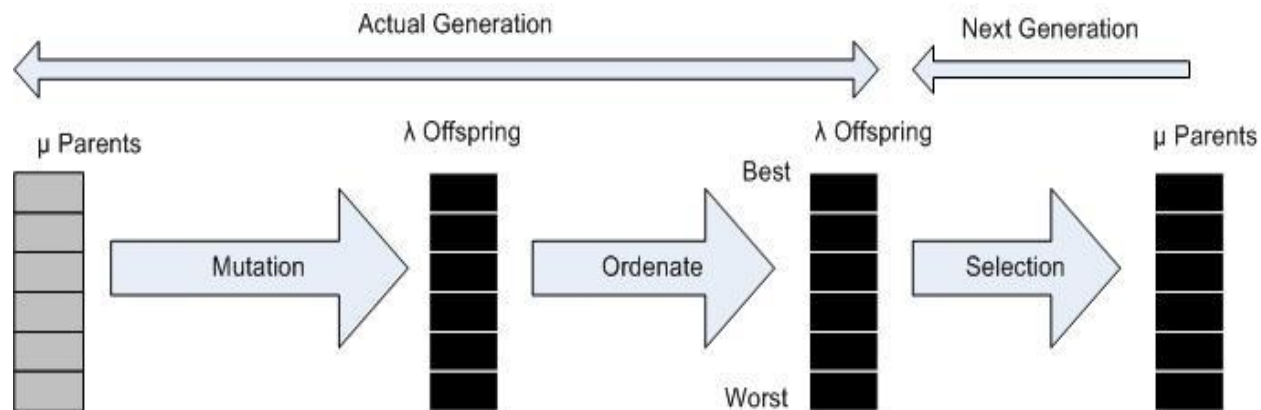 Actual Generation
Next Generation
μ Parents
λ Offspring
λ Offspring
μ Parents
Best
Mutation
Ordenate
Selection
Worst